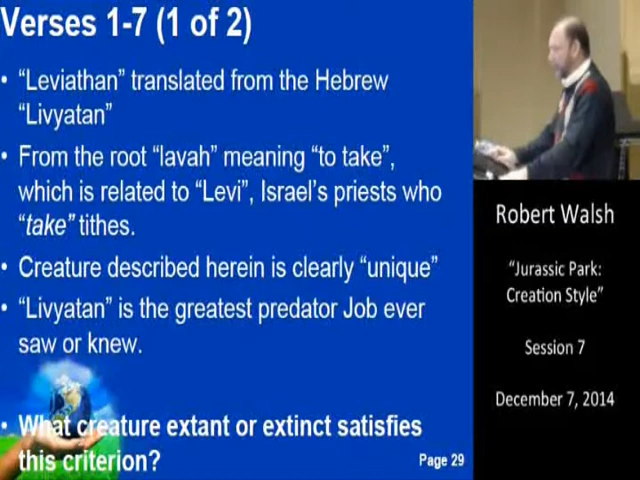 Verses 1-7 (1 of 2)
• “Leviathan” translated from the Hebrew
“Livyatan”
• From the root “lavah” meaning “to take”,
which is related to “Levi”, Israel’s priests who
“take” tithes.
• Creature described herein is clearly “unique”
• “Livyatan” is the greatest predator Job ever
saw or knew.
• What creature extant or extinct satisfies
this criterion?
Page 29
Robert Walsh
“Jurassic Park:
Creation Style”
Session 7
December 7, 2014